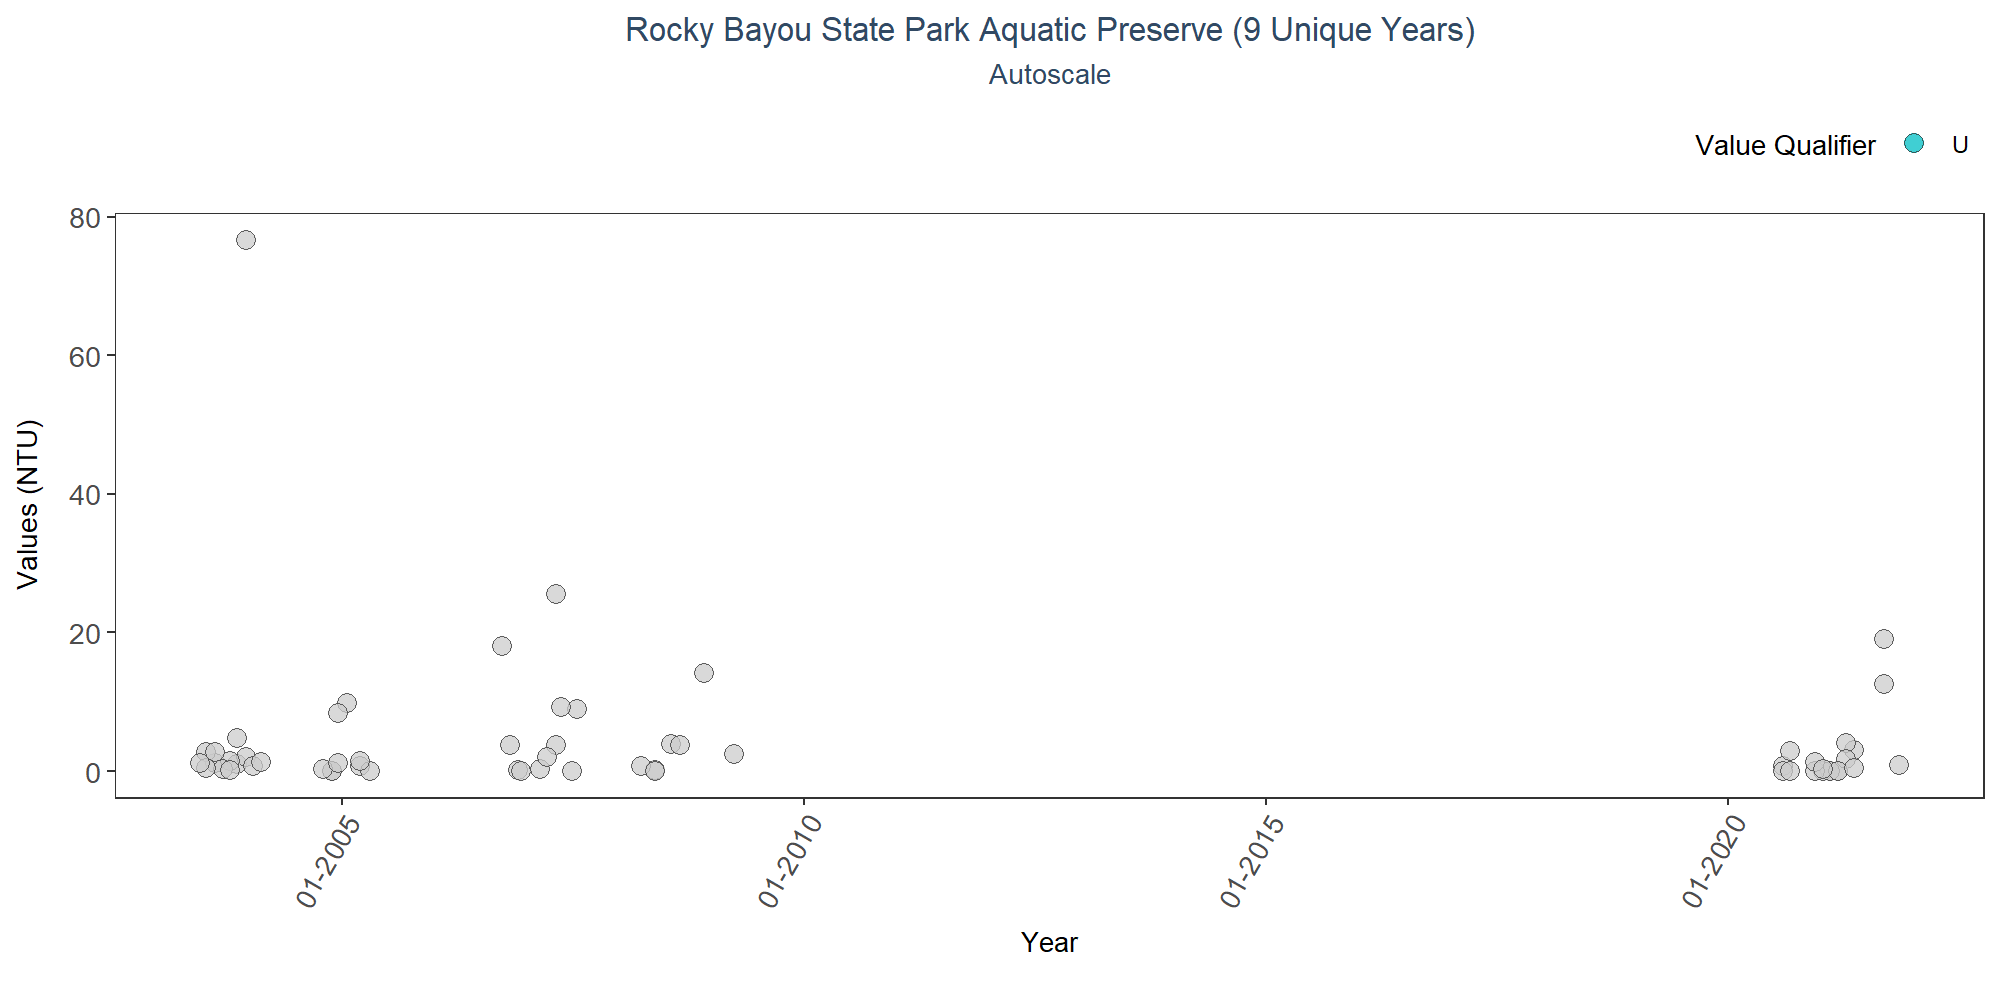 Rocky Bayou State Park Aquatic Preserve (9 Unique Years)
Autoscale
Value Qualifier U
Values (NTU)
80
60
40
20
0
01-2005
01-2010
01-2015
01-2020
Year